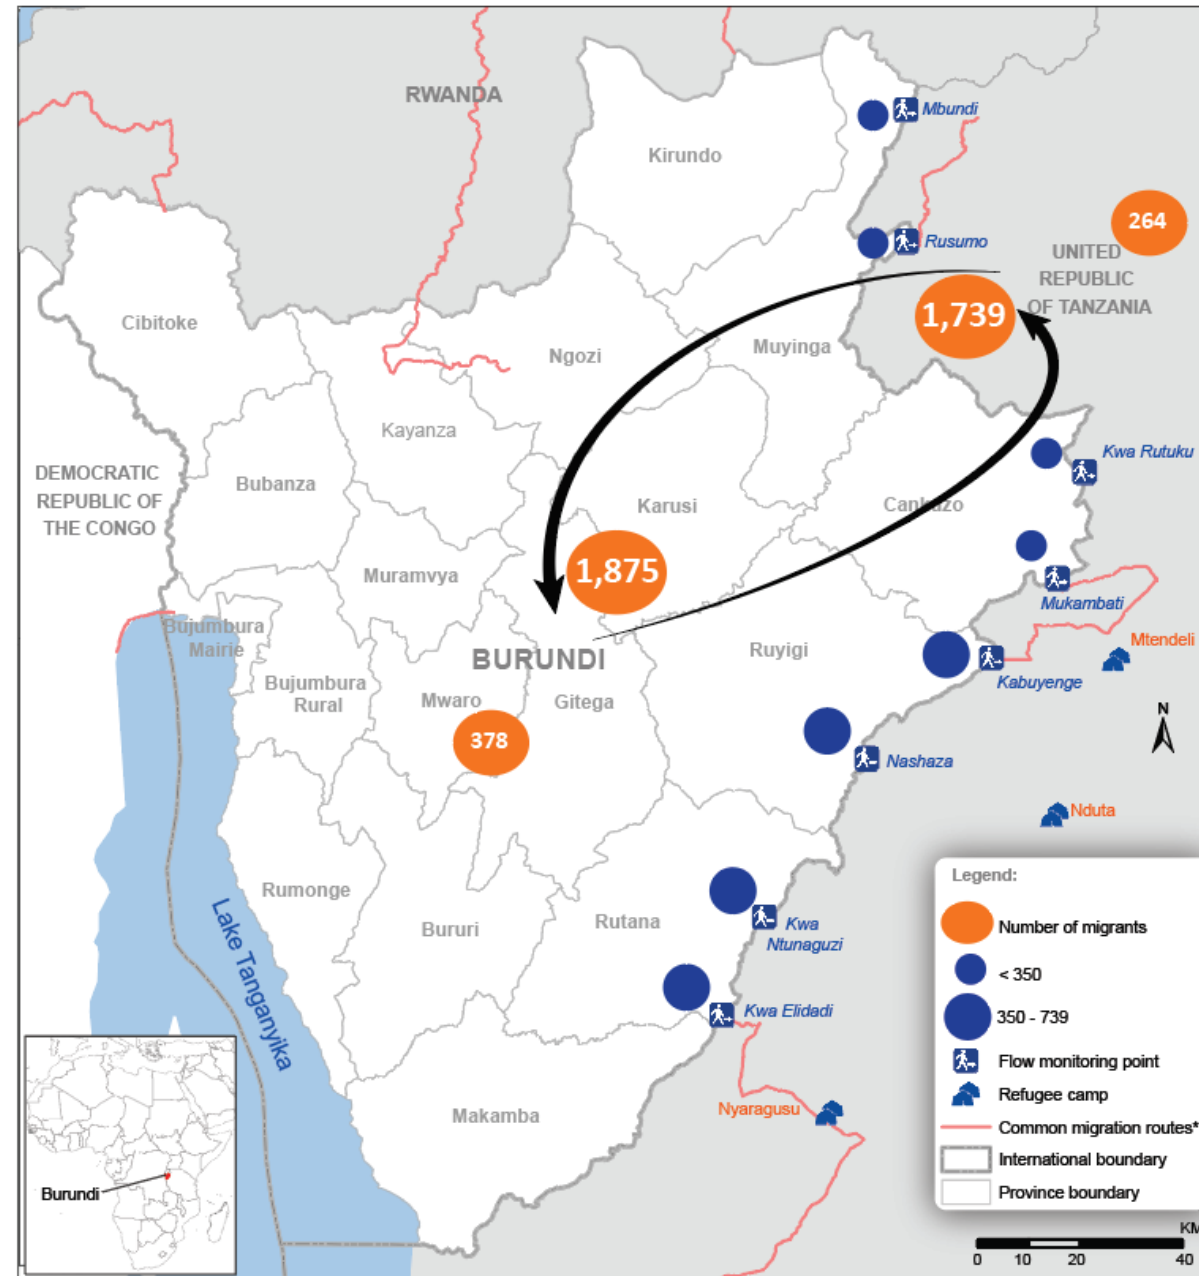 RWANDA
Mbundi
Kirundo
264
Rusumo
UNITED
REPUBLIC
OF TANZANIA
Cibitoke
1,739
Ngozi
Muyinga
Kayanza
Kwa Rutuku
DEMOCRATIC
REPUBLIC OF
THE CONGO
Bubanza
Karusi
Cankuzo
1,875
Muramvya
Mukambati
Bujumbura
Mairie
Mtendeli
BURUNDI
Ruyigi
Kabuyenge
Bujumbura
Rural
Mwaro
Gitega
N
378
Nashaza
Nduta
Rumonge
Lake Tanganyika
Bururi
Rutana
Kwa
Ntunaguzi
Kwa Elidadi
Makamba
Nyaragusu
Burundi
Legend:
Number of migrants
< 350
350 - 739
Flow monitoring point
Refugee camp
Common migration routes*
International boundary
Province boundary
KM
0 10 20 40